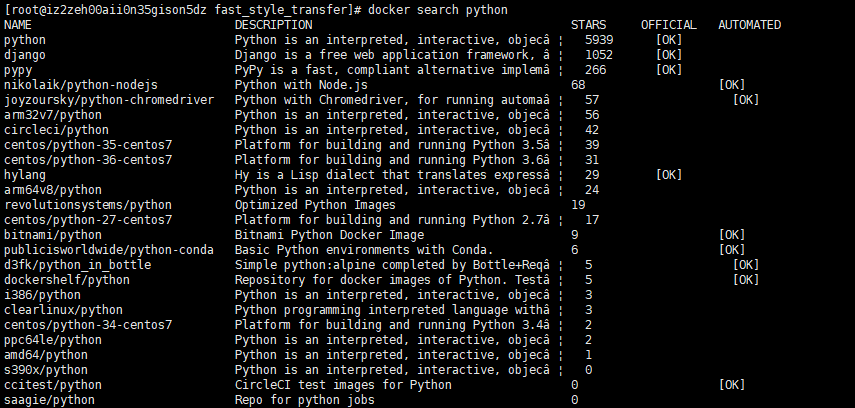 [root@iz2zeh00aii0n35gison5dz fast_style_transfer]# docker search python
NAME DESCRIPTION STARS OFFICIAL AUTOMATED
python Python is an interpreted, interactive, objecâ ¦ 5939 [OK]
django Django is a free web application framework, â ¦ 1052 [OK]
pypy PyPy is a fast, compliant alternative implemâ ¦ 266 [OK]
nikolaik/python-nodejs Python with Node.js 68 [OK]
joyzoursky/python-chromedriver Python with Chromedriver, for running automaâ ¦ 57 [OK]
arm32v7/python Python is an interpreted, interactive, objecâ ¦ 56
circleci/python Python is an interpreted, interactive, objecâ ¦ 42
centos/python-35-centos7 Platform for building and running Python 3.5â ¦ 39
centos/python-36-centos7 Platform for building and running Python 3.6â ¦ 31
hylang Hy is a Lisp dialect that translates expressâ ¦ 29 [OK]
arm64v8/python Python is an interpreted, interactive, objecâ ¦ 24
revolutionsystems/python Optimized Python Images 19
centos/python-27-centos7 Platform for building and running Python 2.7â ¦ 17
bitnami/python Bitnami Python Docker Image 9 [OK]
publicisworldwide/python-conda Basic Python environments with Conda. 6 [OK]
d3fk/python_in_bottle Simple python:alpine completed by Bottle+Reqâ ¦ 5 [OK]
dockershelf/python Repository for docker images of Python. Testâ ¦ 5 [OK]
i386/python Python is an interpreted, interactive, objecâ ¦ 3
clearlinux/python Python programming interpreted language withâ ¦ 3
centos/python-34-centos7 Platform for building and running Python 3.4â ¦ 2
ppc64le/python Python is an interpreted, interactive, objecâ ¦ 2
amd64/python Python is an interpreted, interactive, objecâ ¦ 1
s390x/python Python is an interpreted, interactive, objecâ ¦ 0
ccitest/python CircleCI test images for Python 0 [OK]
saagie/python Repo for python jobs 0